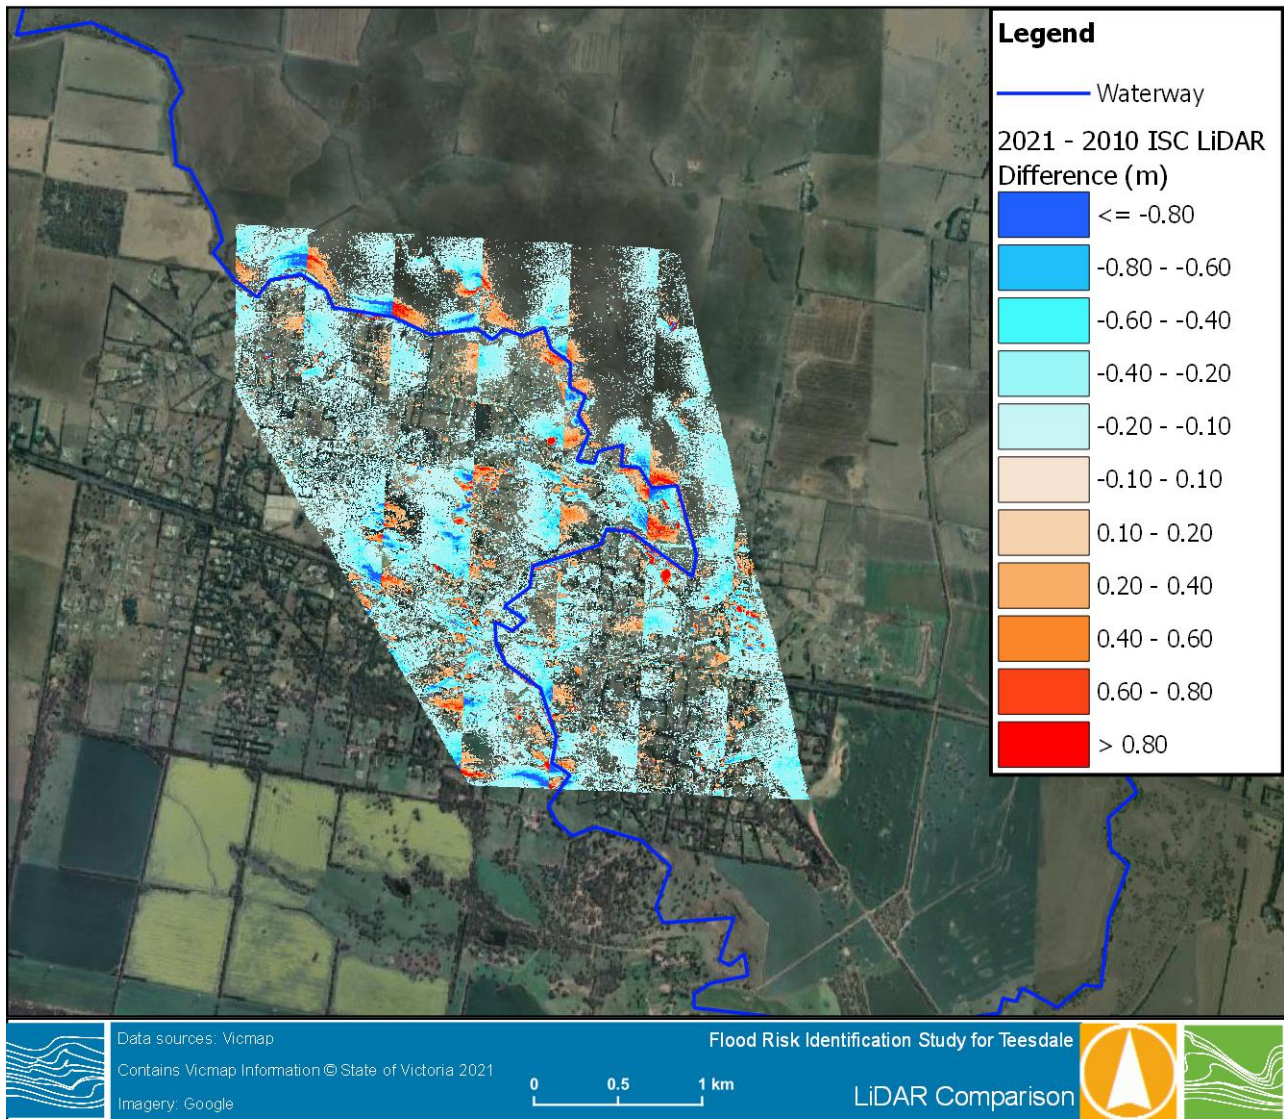 Legend
Waterway
2021 - 2010 ISC LiDAR
Difference (m)
<= -0.80
-0.80 - -0.60
-0.60 - -0.40
-0.40 - -0.20
-0.20 - -0.10
-0.10 - 0.10
0.10 - 0.20
0.20 - 0.40
0.40 - 0.60
0.60 - 0.80
> 0.80
Data sources: Vicmap
Contains Vicmap Information © State of Victoria 2021
Imagery: Google
0 0.5 1 km
Flood Risk Identification Study for Teesdale
LiDAR Comparison